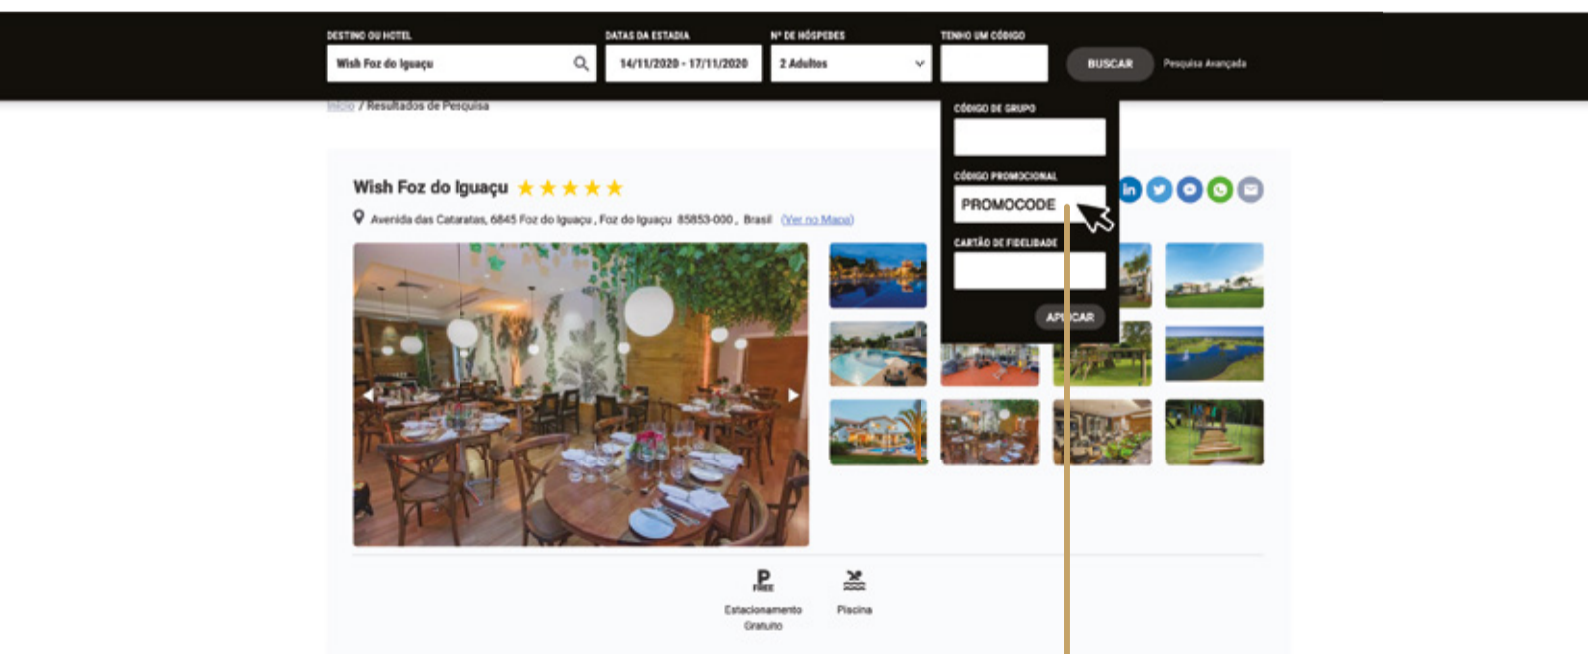 DESTINO OU HOTEL
DATAS DA ESTADIA
Nº DE HÓSPEDES
TENHO UM CÓDIGO
Wish Foz do Iguaçu
14/11/2020 - 17/11/2020
2 Adultos
BUSCAR
Pesquisa Avançada
Início / Resultados de Pesquisa
CÓDIGO DE GRUPO
CÓDIGO PROMOCIONAL
PROMOCODE
CARTÃO DE FIDELIDADE
APLICAR
Wish Foz do Iguaçu
in
Avenida das Cataratas, 6845 Foz do Iguaçu, Foz do Iguaçu 85853-000, Brasil (Ver no Mapa)
P
FREE
Estacionamento
Gratuito
Piscina